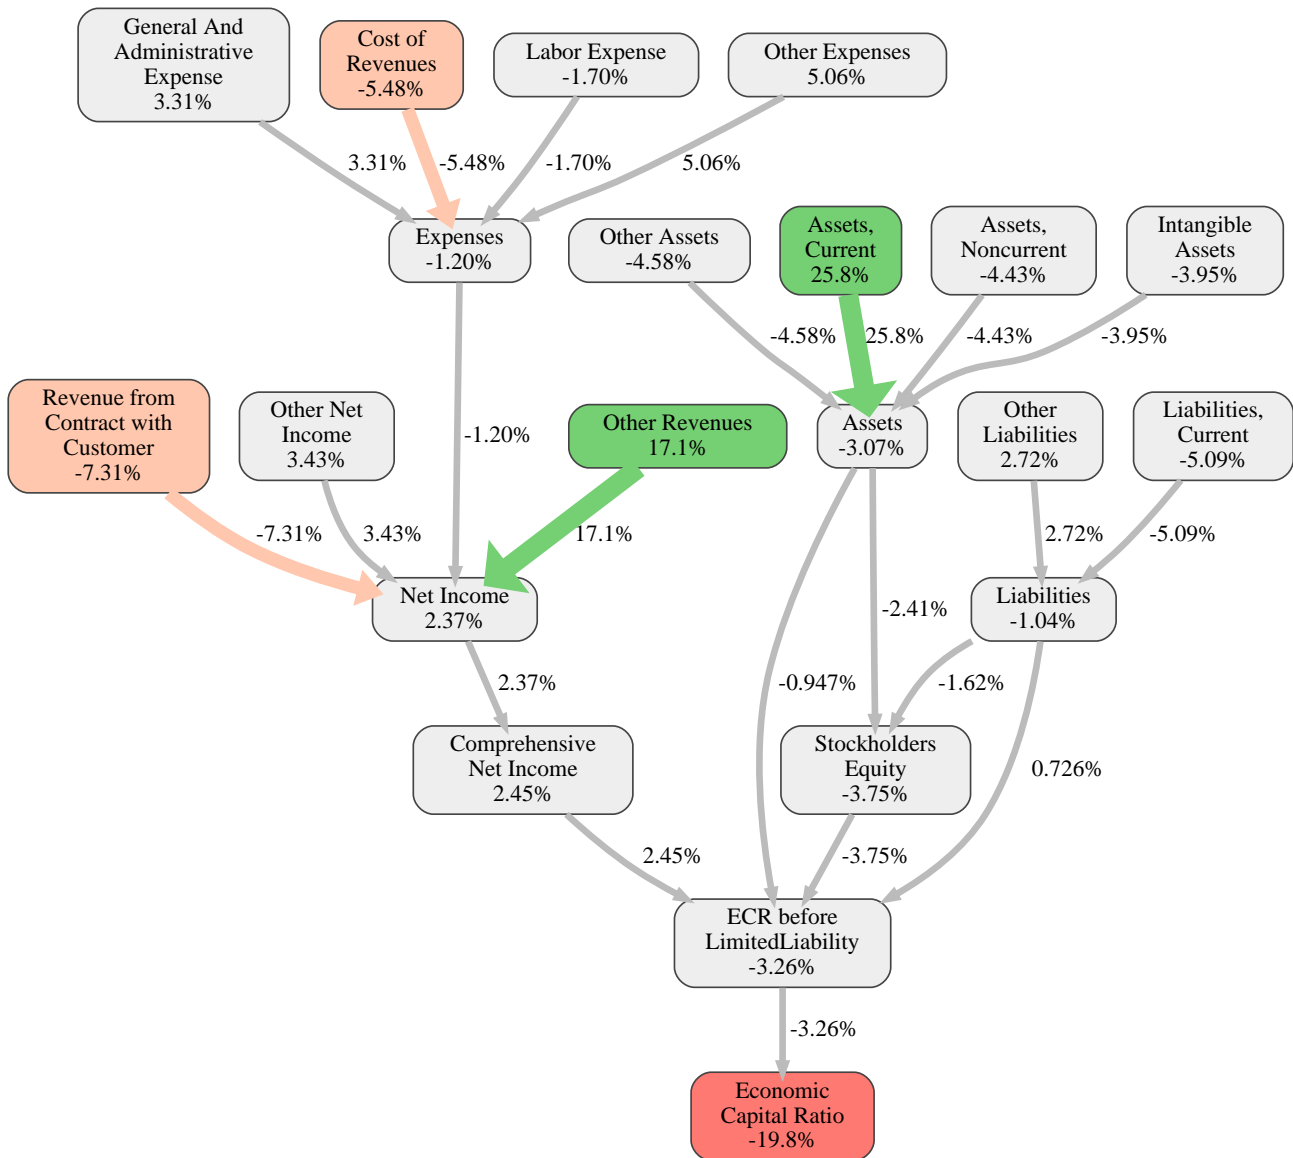 General And
Administrative
Expense
3.31%
Cost of
Revenues
-5.48%
Labor Expense
-1.70%
Other Expenses
5.06%
3.31%
-5.48%
-1.70%
5.06%
Expenses
-1.20%
Other Assets
-4.58%
Assets,
Current
25.8%
Assets,
Noncurrent
-4.43%
Intangible
Assets
-3.95%
-4.58%
25.8%
-4.43%
-3.95%
Revenue from
Contract with
Customer
-7.31%
Other Net
Income
3.43%
-1.20%
Other Revenues
17.1%
Assets
-3.07%
Other
Liabilities
2.72%
Liabilities,
Current
-5.09%
-7.31%
3.43%
17.1%
2.72%
-5.09%
Net Income
2.37%
-2.41%
Liabilities
-1.04%
2.37%
-0.947%
-1.62%
Comprehensive
Net Income
2.45%
Stockholders
Equity
-3.75%
0.726%
2.45%
-3.75%
ECR before
LimitedLiability
-3.26%
-3.26%
Economic
Capital Ratio
-19.8%